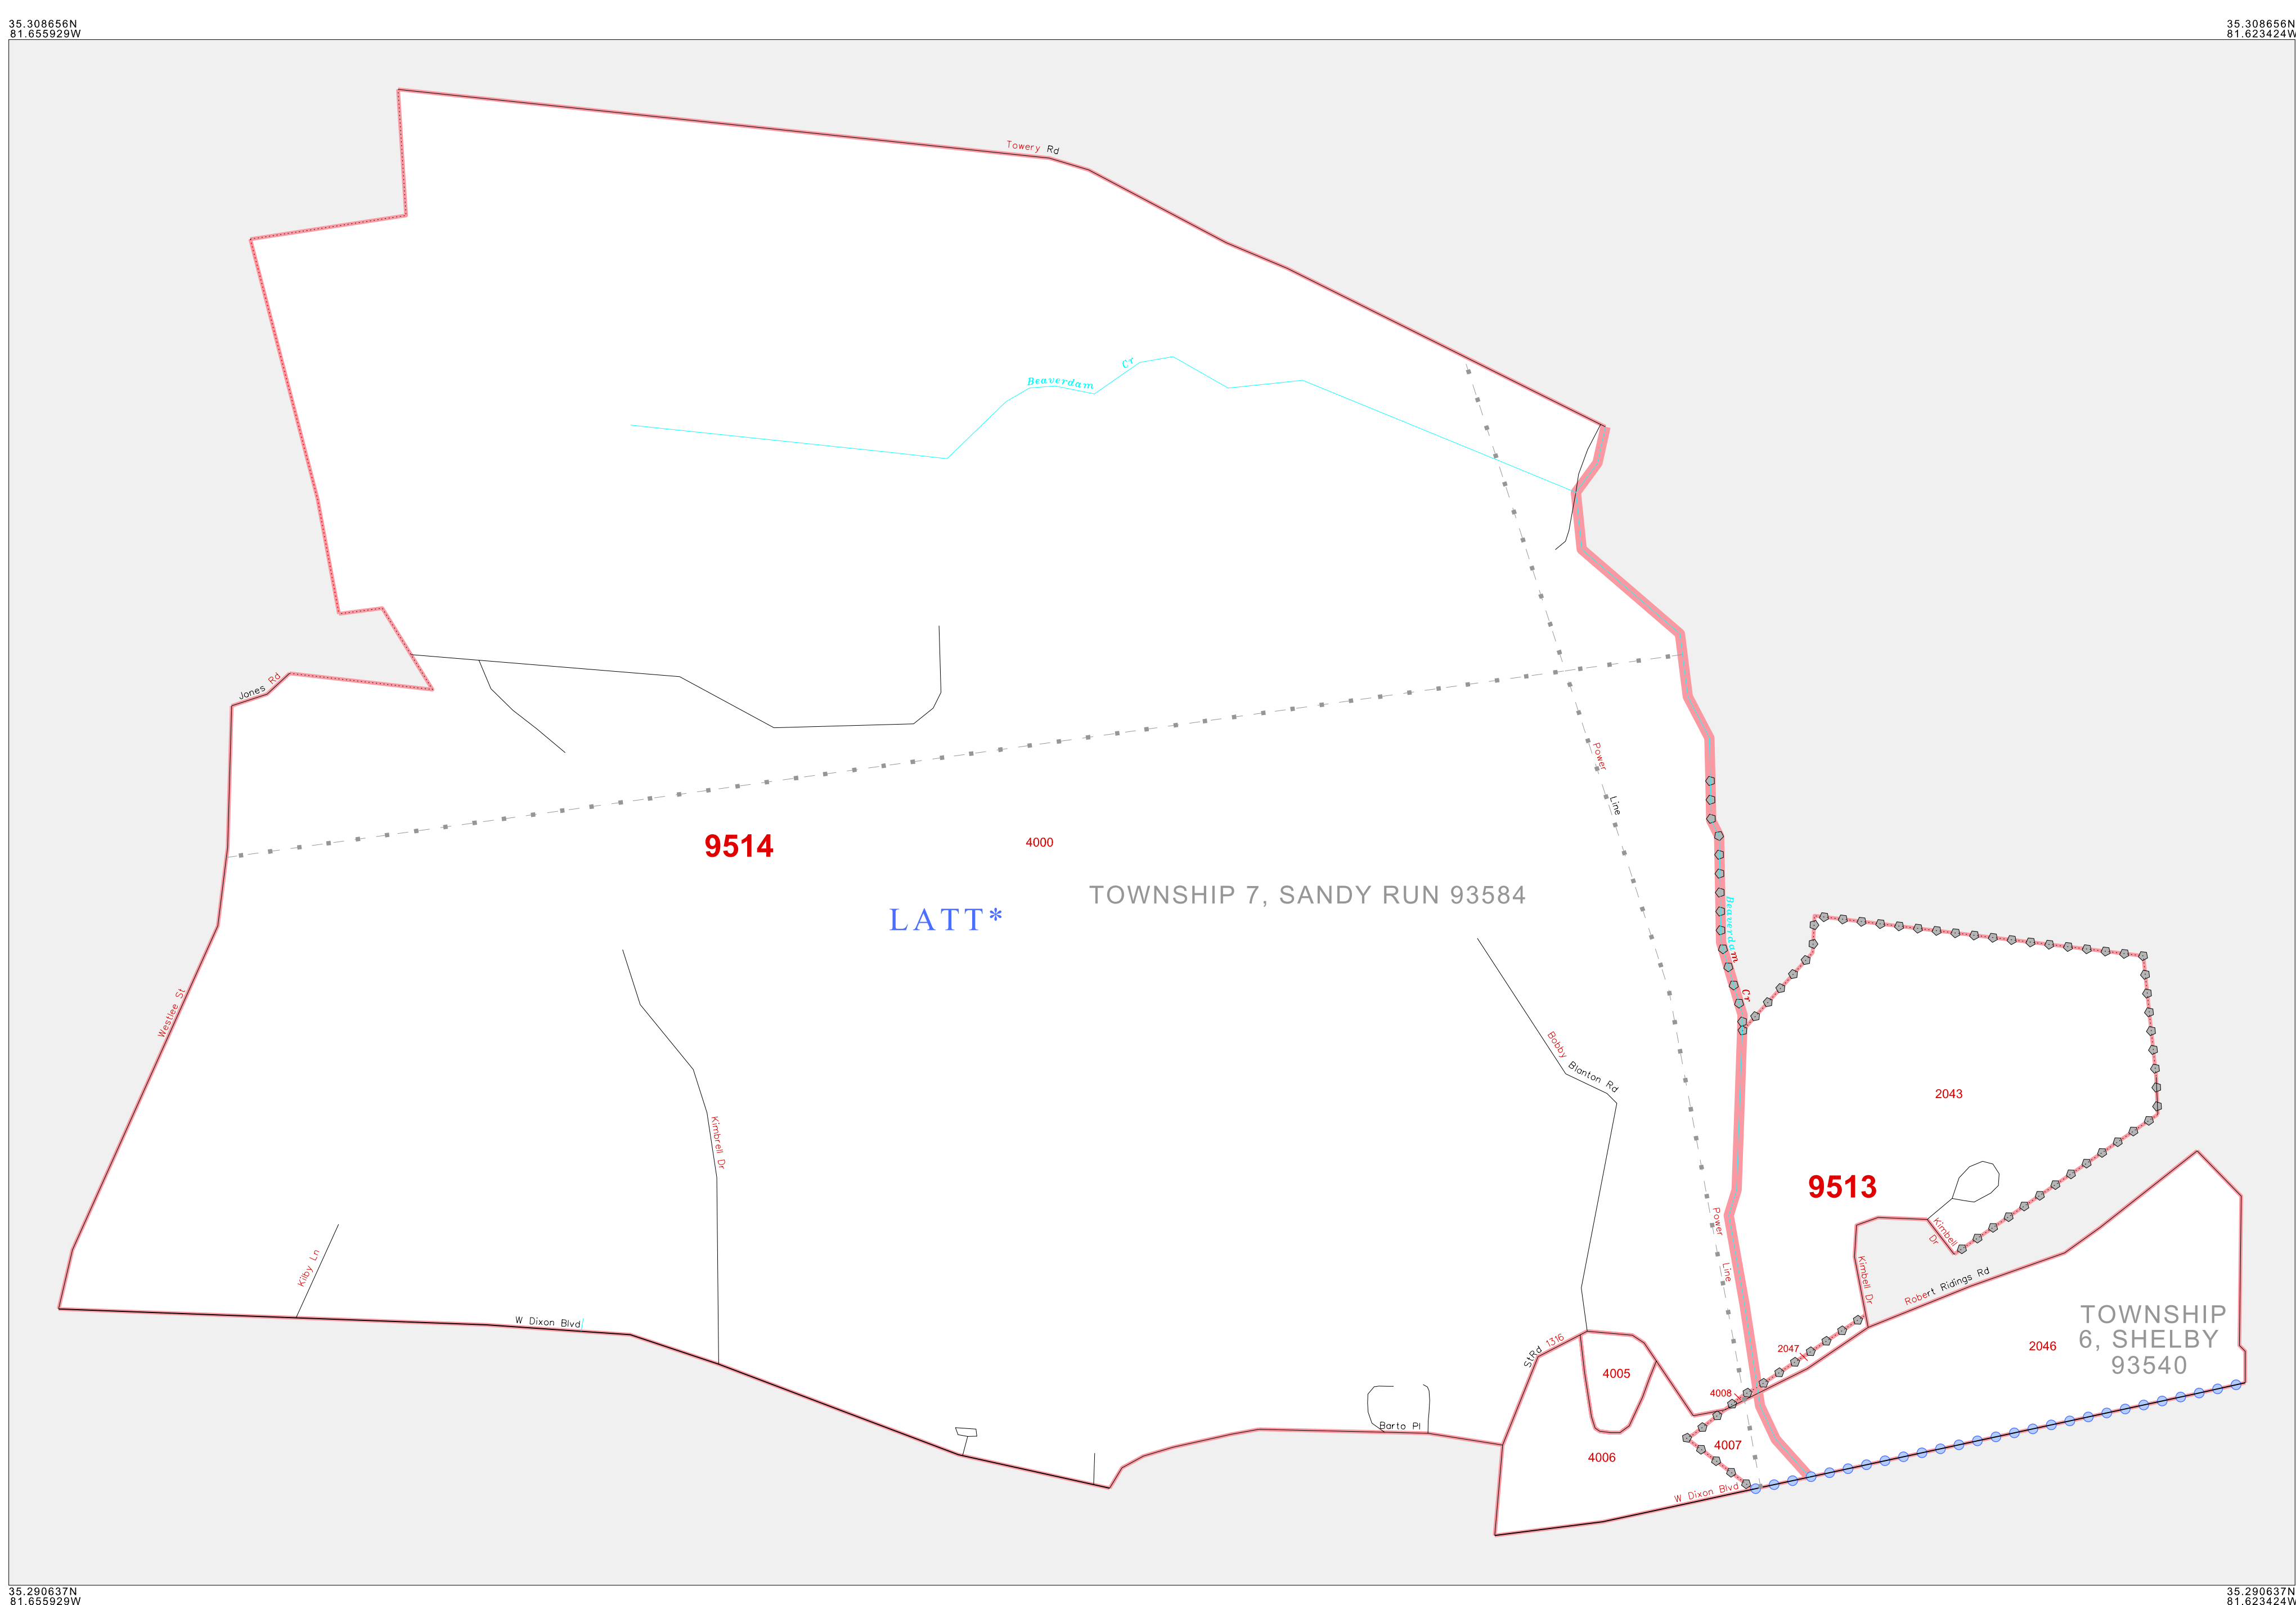 35.308656N
81.655929W
35.308656N
81.623424W
Towery Rd
Beaverdam Cr
Jones Rd
Power Line
9514
4000
TOWNSHIP 7, SANDY RUN 93584
LATT*
Beaverdam Cr
Westlee St
Bobby Blanton Rd
2043
Kimbrell Dr
9513
Power Line
Kimbell Dr
Kilby Ln
Kimbell Dr
Robert Ridings Rd
W Dixon Blvd
StRd 1316
TOWNSHIP
6, SHELBY
93540
2046
2047
4005
4008
Barto Pl
4007
4006
W Dixon Blvd
35.290637N
81.655929W
35.290637N
81.623424W